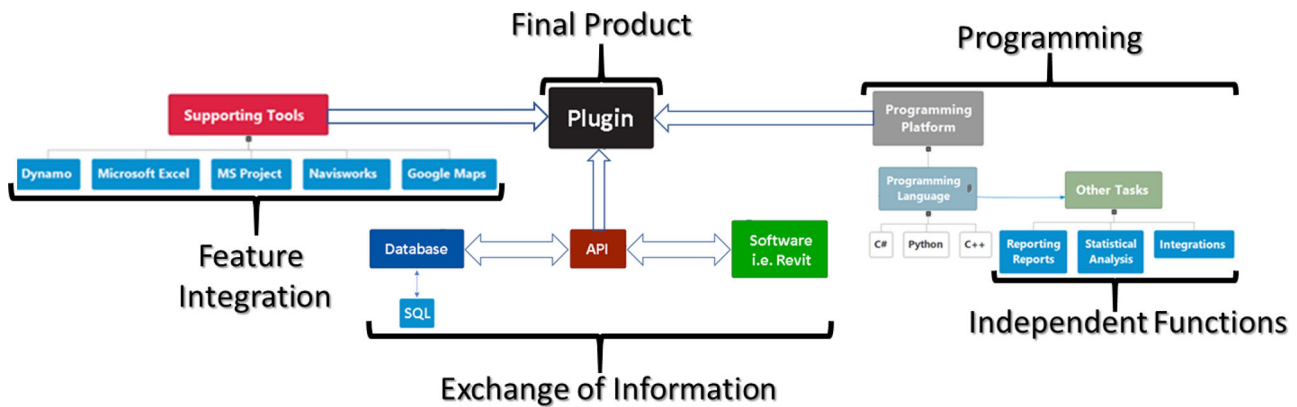 Final Product
Programming
Supporting Tools
Plugin
Programming
Platform
Dynamo
Microsoft Excel
MS Project
Navisworks
Google Maps
Programming
Language
Other Tasks
Database
API
Software
i.e. Revit
C#
Python
C++
Reporting
Reports
Statistical
Analysis
Integrations
Feature
Integration
SQL
Independent Functions
Exchange of Information